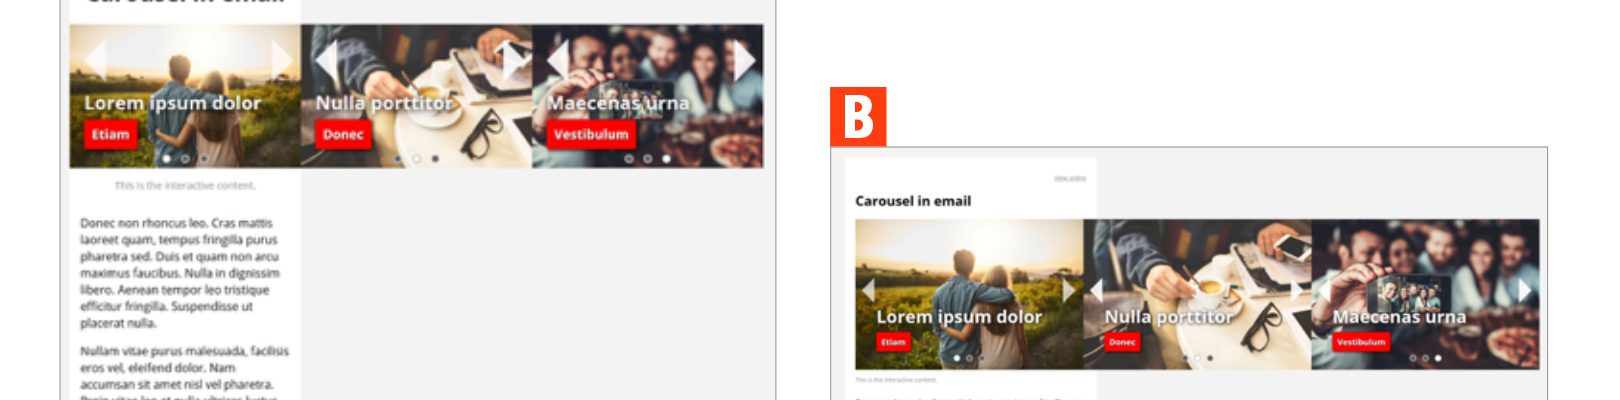 Carousel in email
Lorem ipsum dolor
Etiam
Nulla porttitor
Donec
Maecenas urna
Vestibulum
This is the interactive content.
Donec non rhoncus leo. Cras mattis
laoreet quam, tempus fringilla purus
pharetra sed. Duis et quam non arcu
maximus faucibus. Nulla in dignissim
libero. Aenean tempor leo tristique
efficitur fringilla. Suspendisse ut
placerat nulla.
Nullam vitae purus malesuada, facilisis
eros vel, eleifend dolor. Nam
accumsan sit amet nisl vel pharetra.
B
View online
Carousel in email
Lorem ipsum dolor
Etiam
Nulla porttitor
Donec
Maecenas urna
Vestibulum
This is the interactive content.